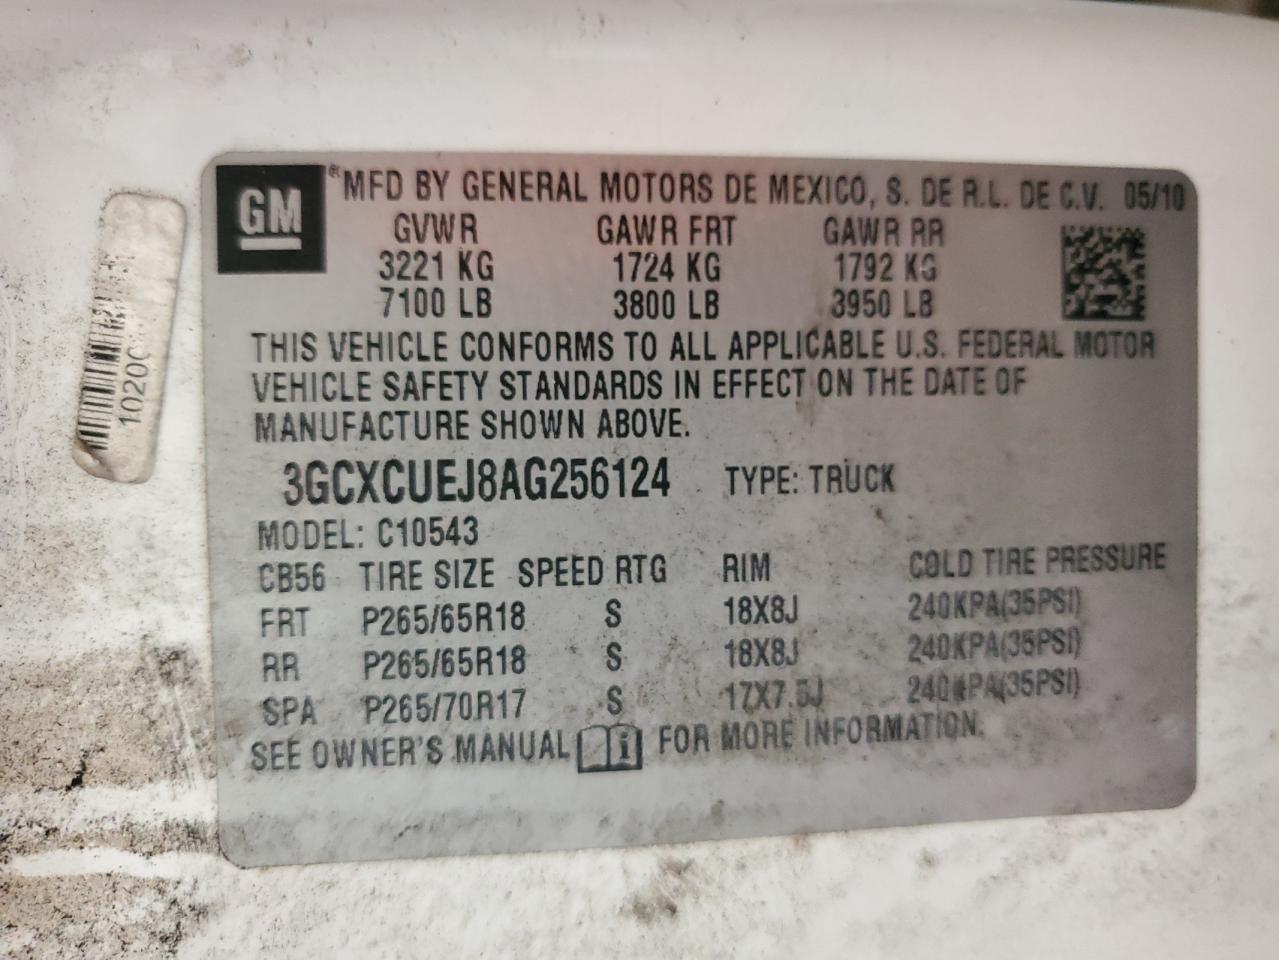 GM
® MFD BY GENERAL MOTORS DE MEXICO, S. DE R.L. DE C.V. 05/10
GVWR GAWR FRT GAWR RR
3221 KG 1724 KG 1792 KG
7100 LB 3800 LB 3950 LB
THIS VEHICLE CONFORMS TO ALL APPLICABLE U.S. FEDERAL MOTOR
VEHICLE SAFETY STANDARDS IN EFFECT ON THE DATE OF
MANUFACTURE SHOWN ABOVE.
3GCXCUEJ8AG256124 TYPE: TRUCK
MODEL: C10543
CB56 TIRE SIZE SPEED RTG RIM COLD TIRE PRESSURE
FRT P265/65R18 S 18X8J 240KPA(35PSI)
RR P265/65R18 S 18X8J 240KPA(35PSI)
SPA P265/70R17 S 17X7.5J 240KPA(35PSI)
SEE OWNER'S MANUAL FOR MORE INFORMATION.